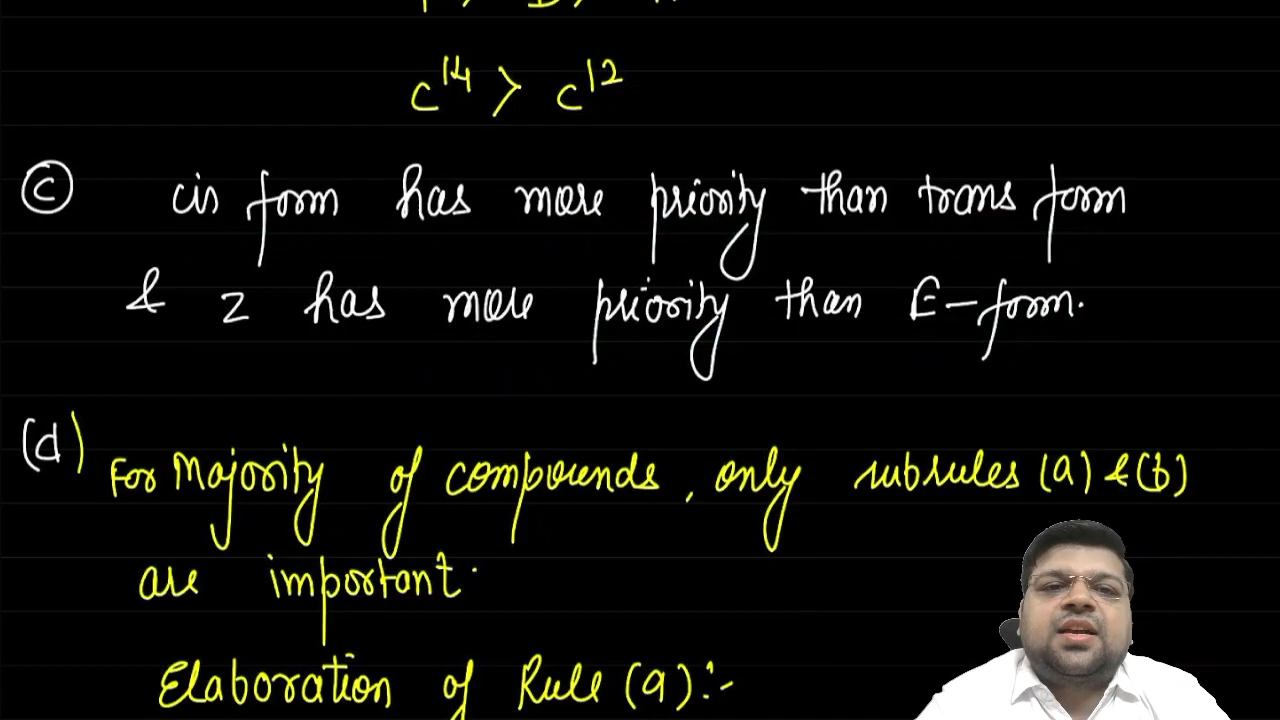 C¹⁴ > C¹²
(c) cis form has more priority than trans form
& Z has more priority than E-form.
(d) For Majority of compounds, only subrules (a) & (b)
are important.
Elaboration of Rule (a):-